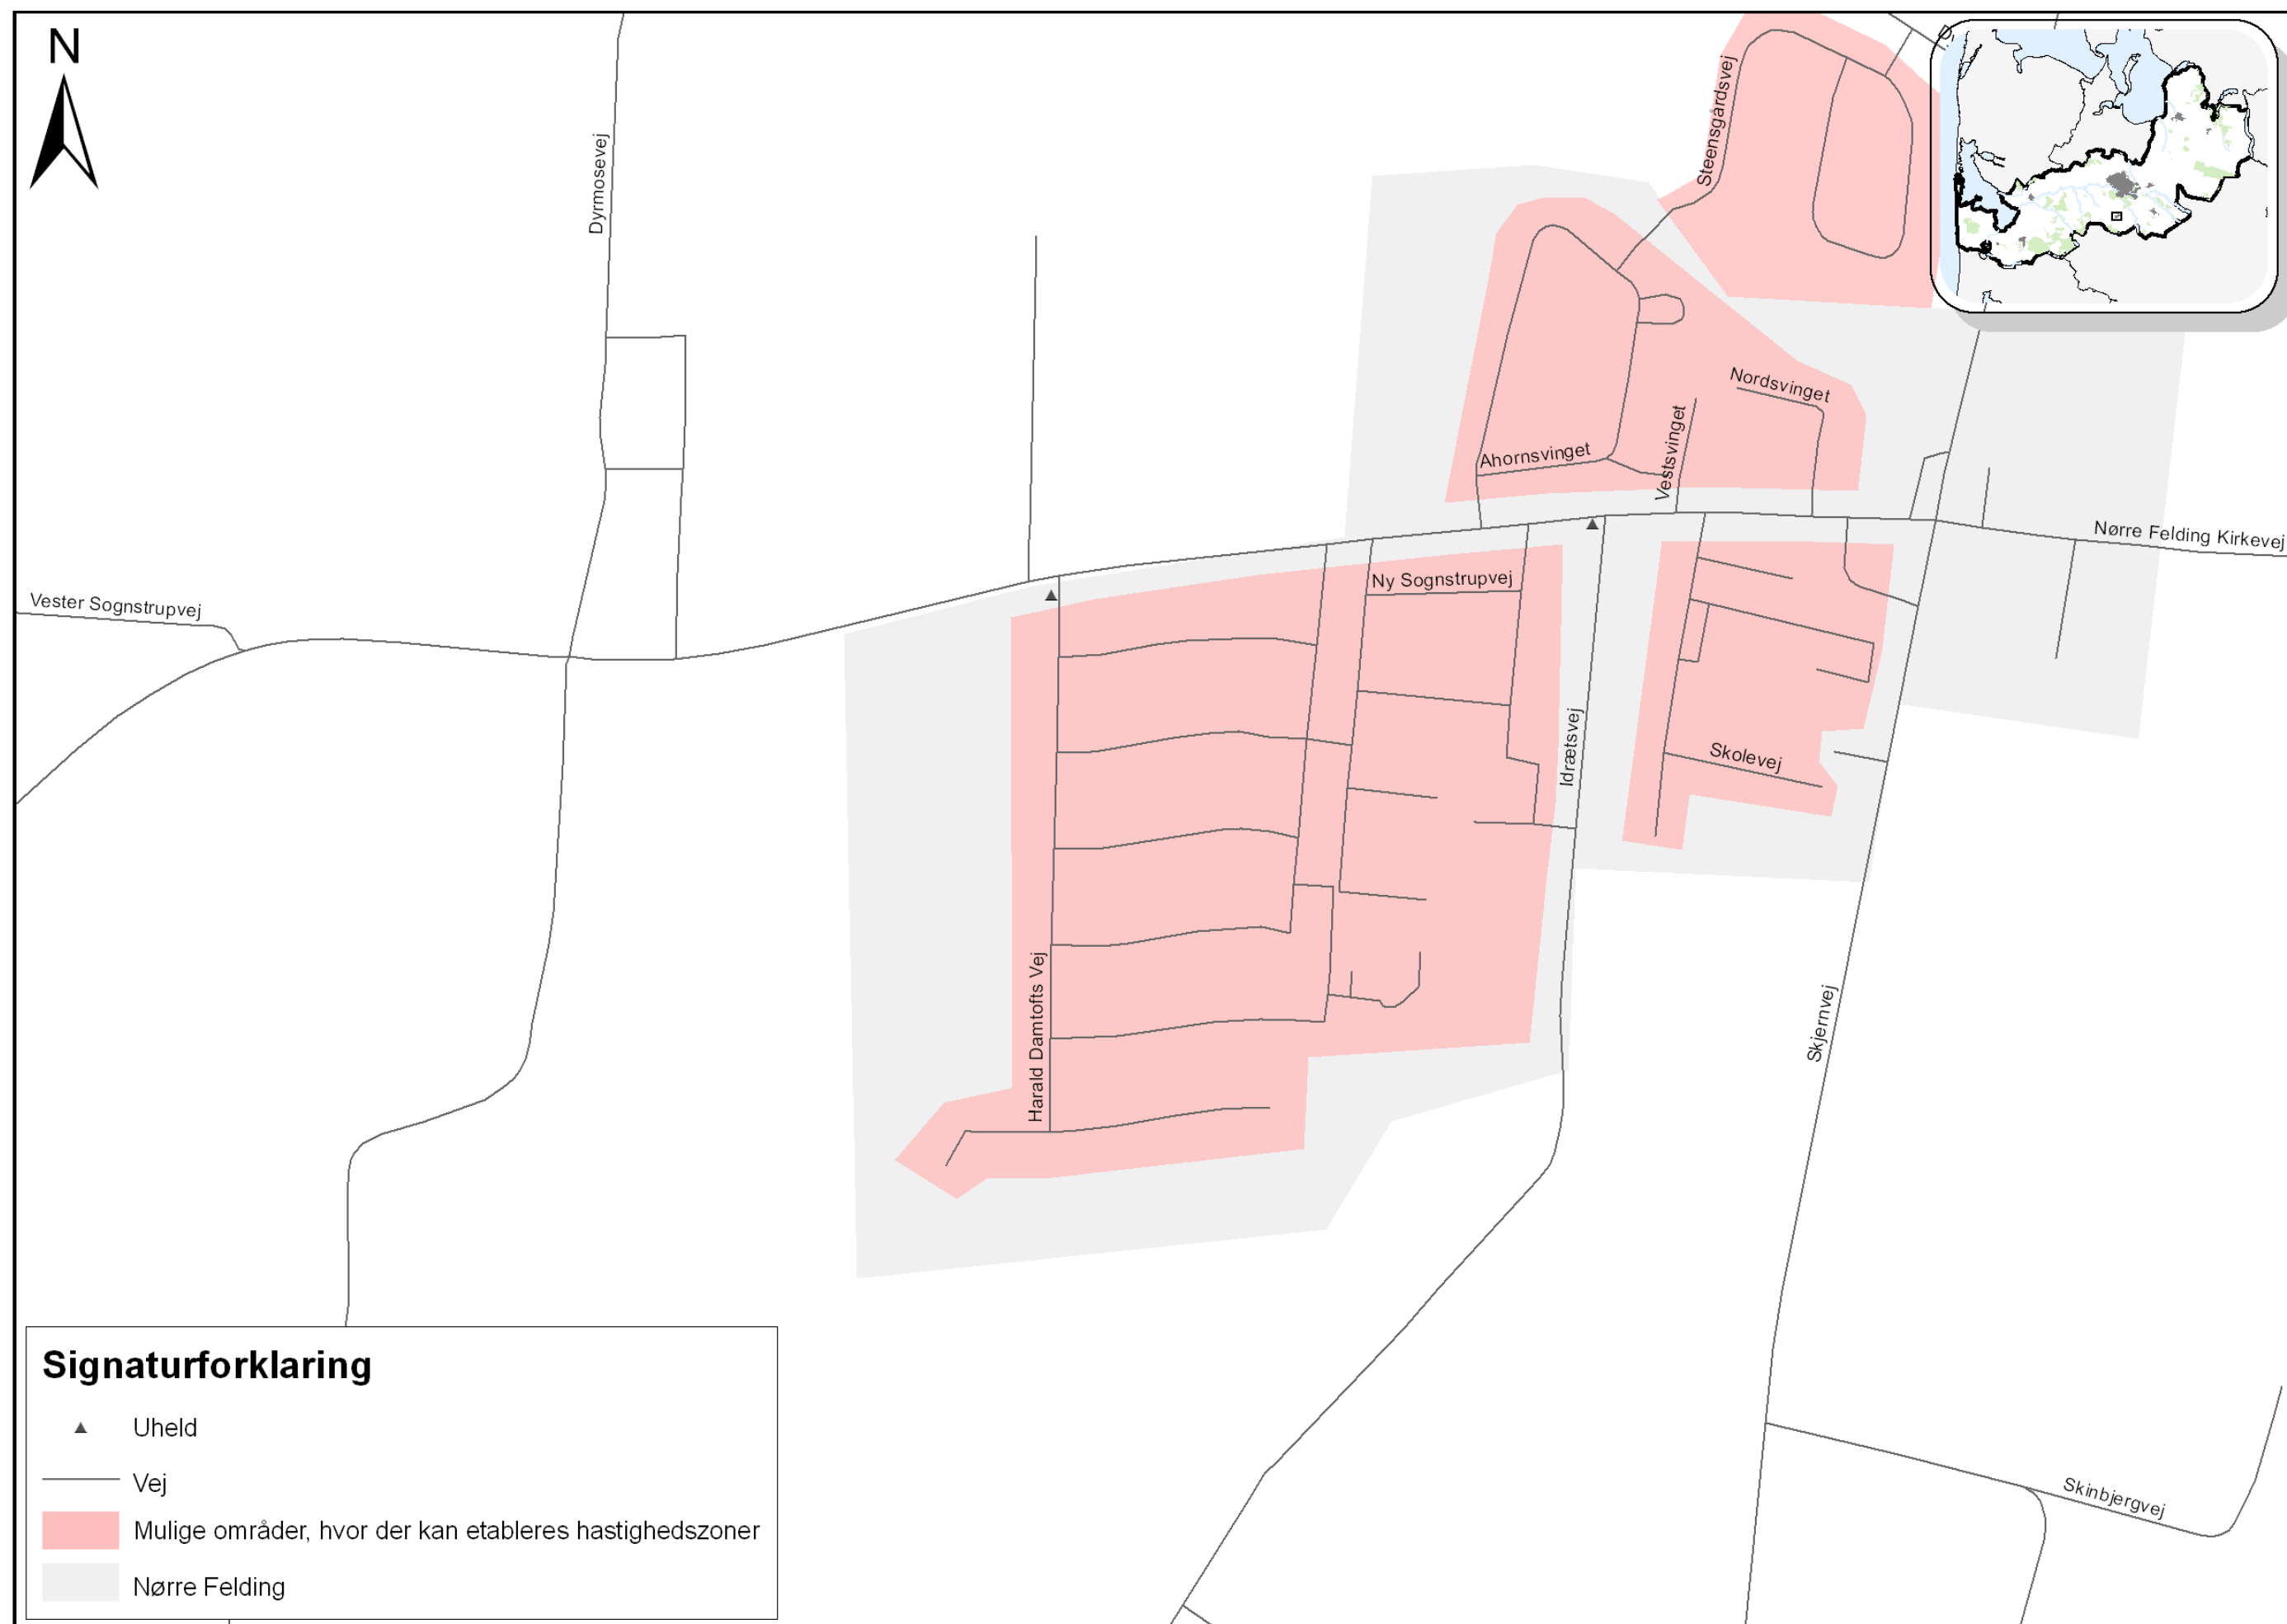 N
Dyrmosevej
Steensgårdsvej
Nordsvinget
Vestsvinget
Ahornsvinget
Nørre Felding Kirkevej
Vester Sognstrupvej
Ny Sognstrupvej
Idrætsvej
Skolevej
Harald Damtofts Vej
Skjernvej
Skinbjergvej
Signaturforklaring
Uheld
Vej
Mulige områder, hvor der kan etableres hastighedszoner
Nørre Felding